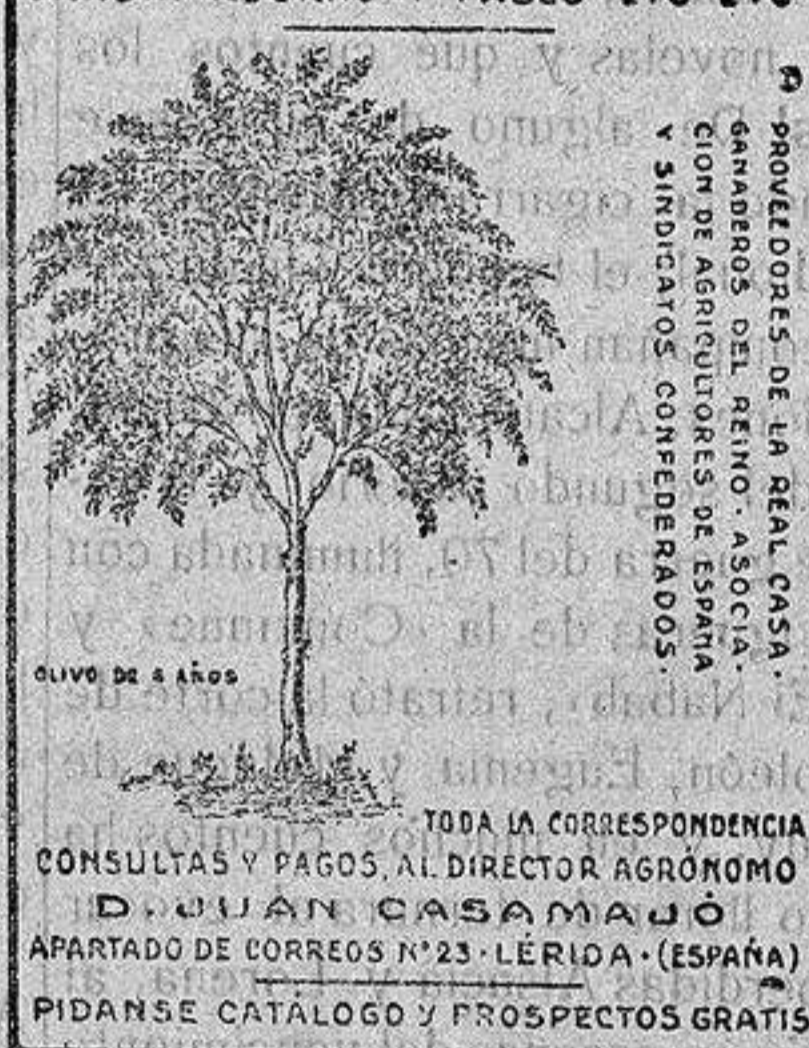 PROVEEDORES DE LA REAL CASA.
GANADEROS DEL REINO. ASOCIA.
CION DE AGRICULTORES DE ESPAÑA
Y SINDICATOS CONFEDERADOS.
OLIVO DE AÑOS
TODA LA CORRESPONDENCIA
CONSULTAS Y PAGOS, AL DIRECTOR AGRÓNOMO
D. JUAN CASAMAJÓ
APARTADO DE CORREOS Nº 23 · LÉRIDA · (ESPAÑA)
PIDANSE CATÁLOGO Y PROSPECTOS GRATIS